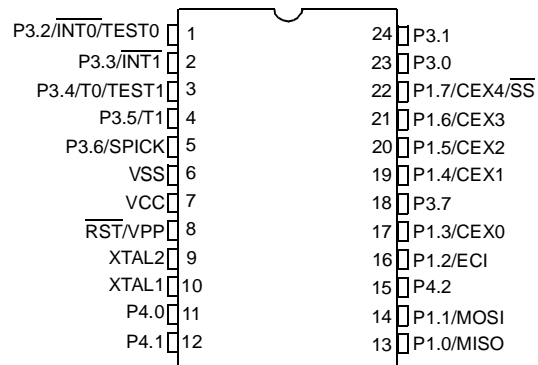 P3.2/INT0/TEST0 1 24 P3.1
P3.3/INT1 2 23 P3.0
P3.4/T0/TEST1 3 22 P1.7/CEX4/SS
P3.5/T1 4 21 P1.6/CEX3
P3.6/SPICK 5 20 P1.5/CEX2
VSS 6 19 P1.4/CEX1
VCC 7 18 P3.7
RST/VPP 8 17 P1.3/CEX0
XTAL2 9 16 P1.2/ECI
XTAL1 10 15 P4.2
P4.0 11 14 P1.1/MOSI
P4.1 12 13 P1.0/MISO